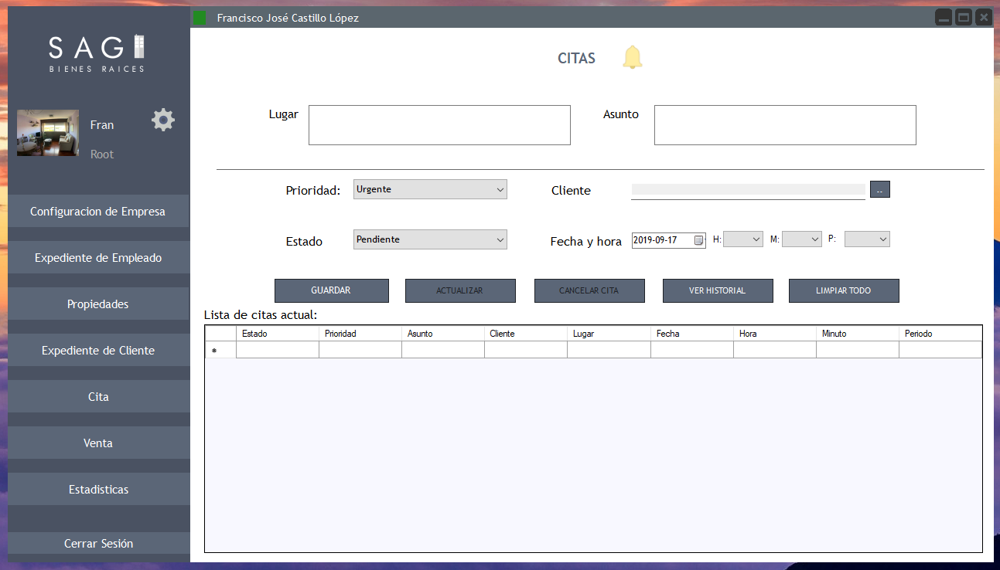 Francisco José Castillo López
SAGI
BIENES RAICES
Fran
Root
Configuracion de Empresa
Expediente de Empleado
Propiedades
Expediente de Cliente
Cita
Venta
Estadisticas
Cerrar Sesión
CITAS
Lugar
Asunto
Prioridad: Urgente
Cliente ..
Estado Pendiente
Fecha y hora 2019-09-17 H: M: P:
GUARDAR ACTUALIZAR CANCELAR CITA VER HISTORIAL LIMPIAR TODO
Lista de citas actual:
Estado Prioridad Asunto Cliente Lugar Fecha Hora Minuto Periodo